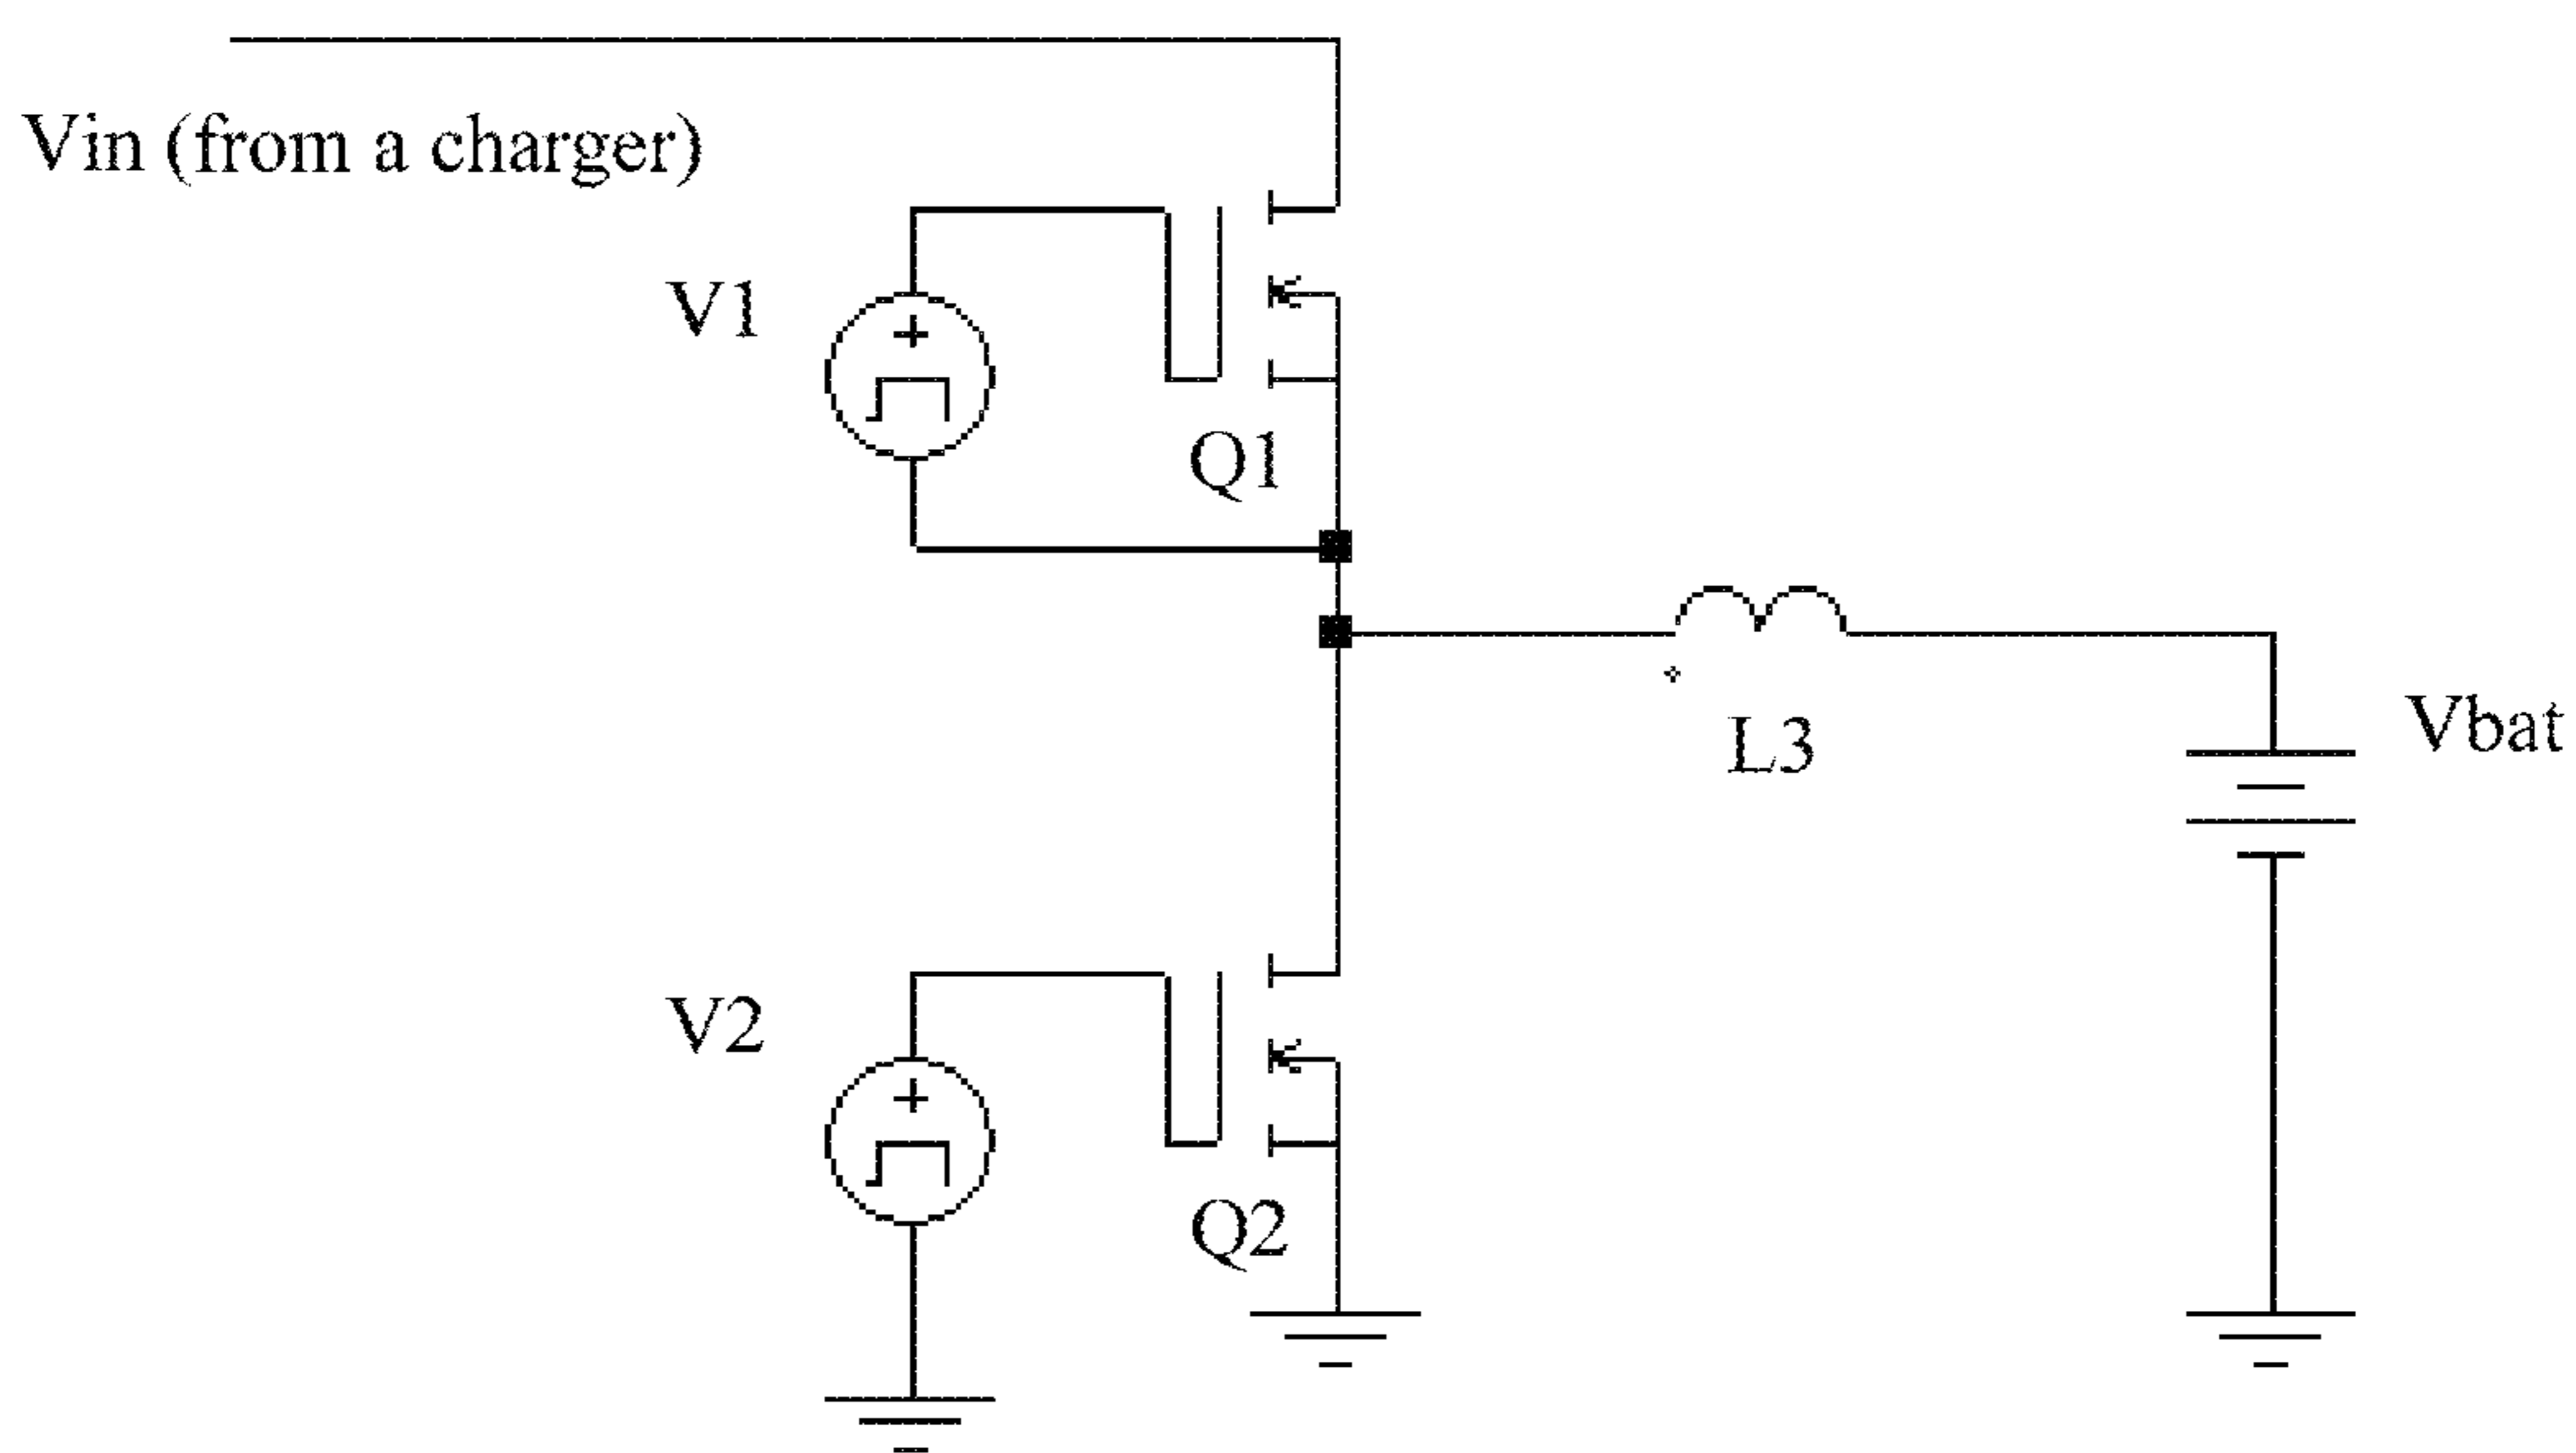 Vin (from a charger)
V1
Q1
L3
Vbat
V2
Q2